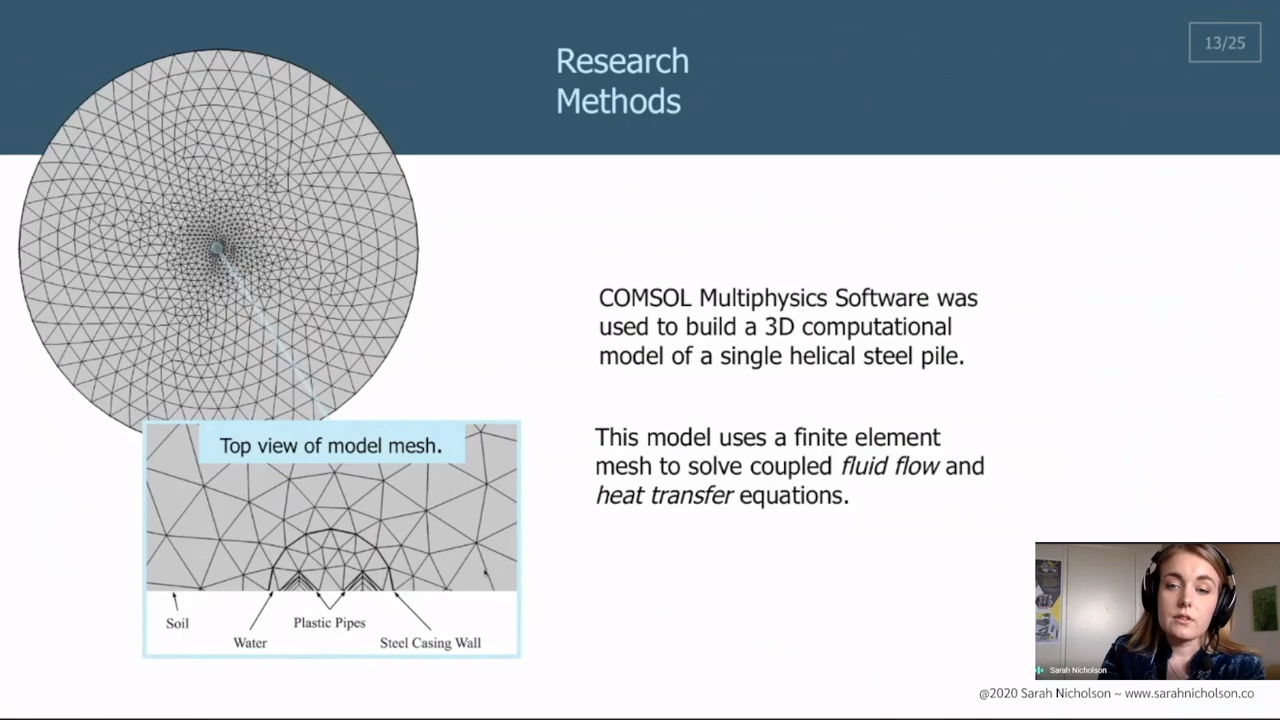 Research
Methods
13/25
COMSOL Multiphysics Software was
used to build a 3D computational
model of a single helical steel pile.
This model uses a finite element
mesh to solve coupled fluid flow and
heat transfer equations.
Top view of model mesh.
Soil
Water
Plastic Pipes
Steel Casing Wall
Sarah Nicholson
@2020 Sarah Nicholson ~ www.sarahnicholson.co